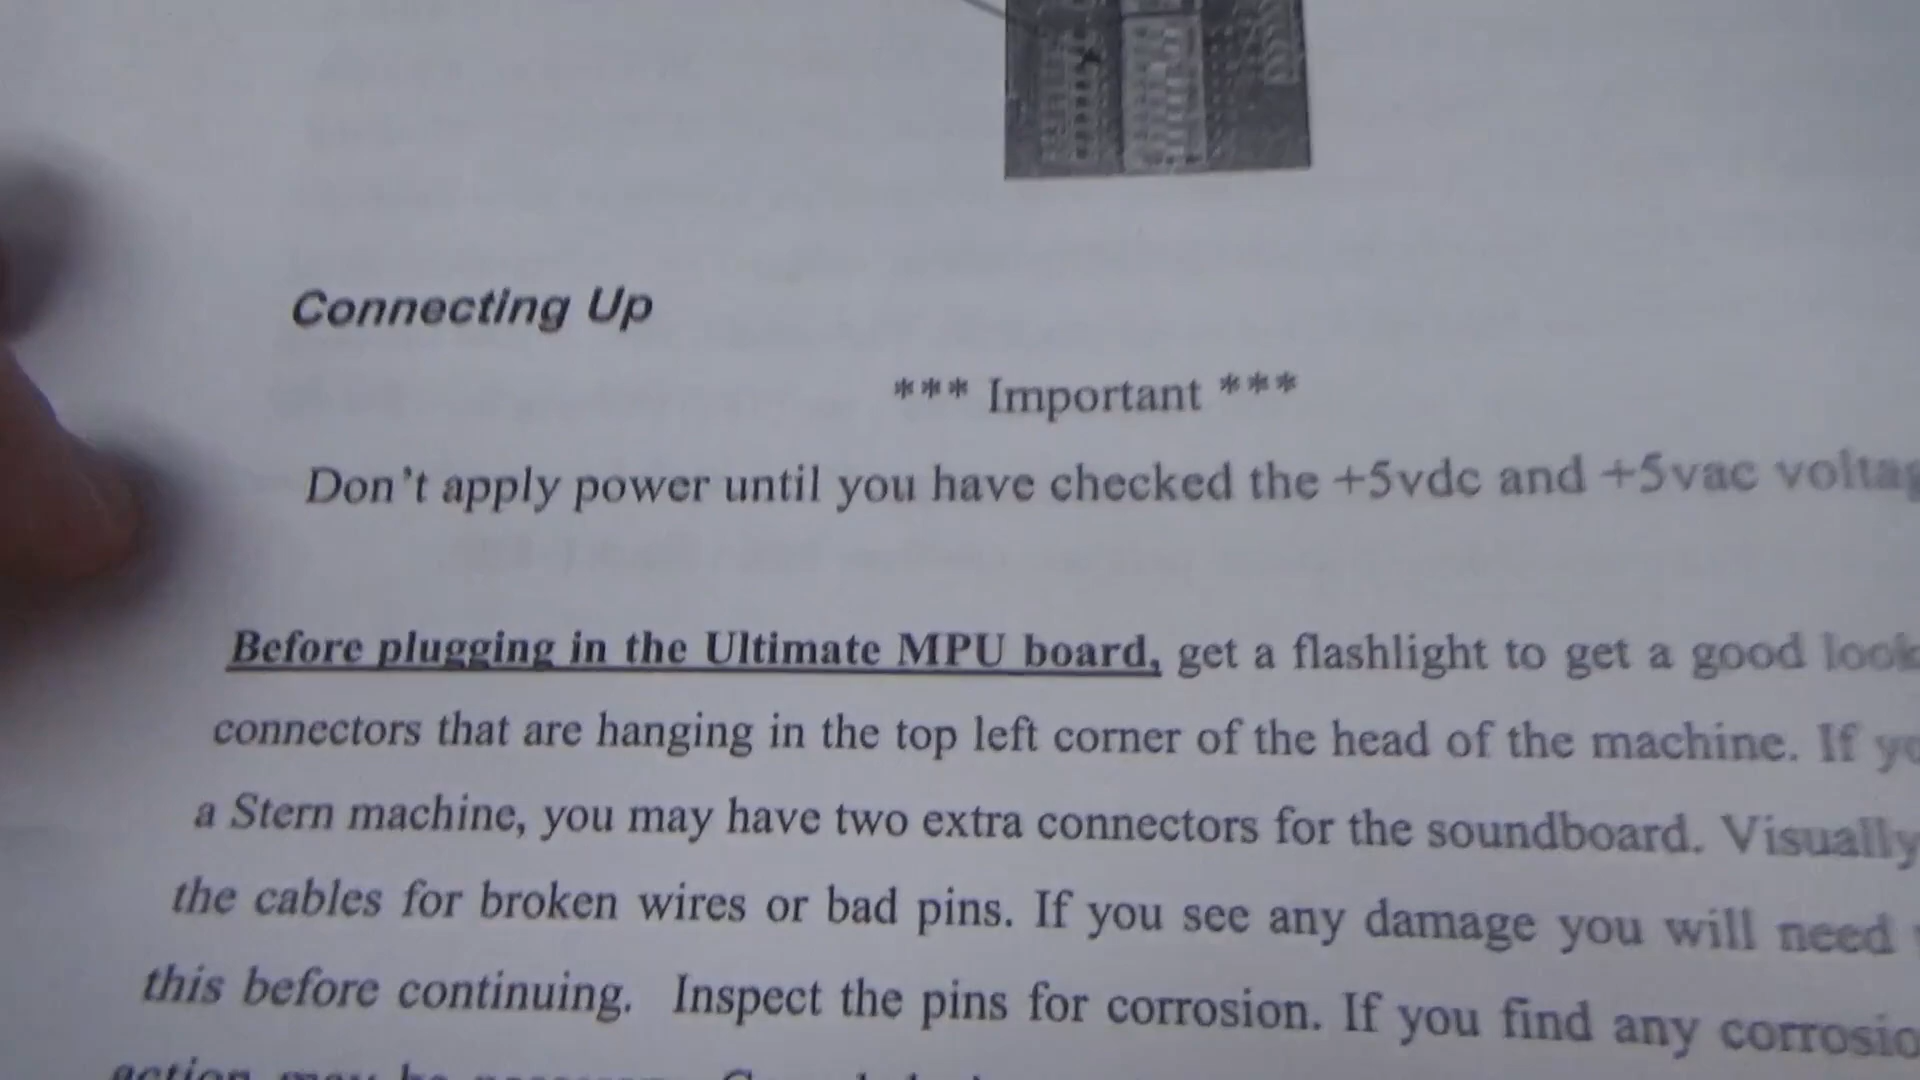 Connecting Up
*** Important ***
Don't apply power until you have checked the +5vdc and +5vac voltag
Before plugging in the Ultimate MPU board, get a flashlight to get a good look
connectors that are hanging in the top left corner of the head of the machine. If yo
a Stern machine, you may have two extra connectors for the soundboard. Visually
the cables for broken wires or bad pins. If you see any damage you will need
this before continuing. Inspect the pins for corrosion. If you find any corrosio
action may be